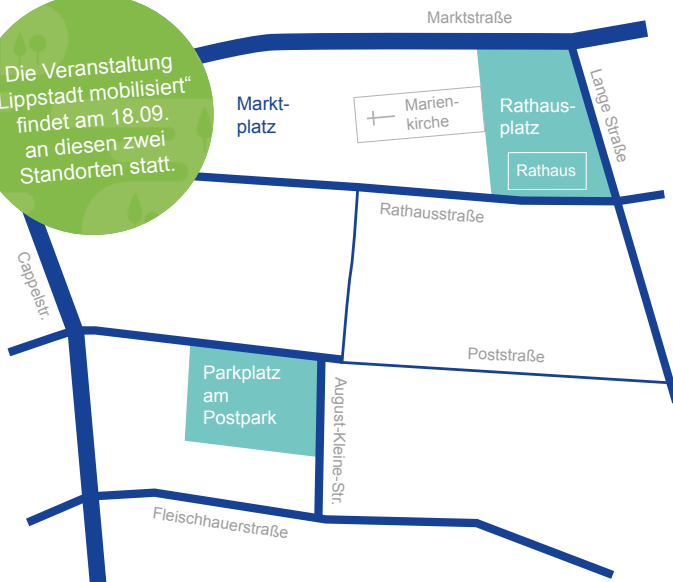 Marktstraße
Die Veranstaltung
Lippstadt mobilisiert“
findet am 18.09.
an diesen zwei
Standorten statt.
Markt-
platz
Marien-
kirche
Rathaus-
platz
Rathaus
Lange Straße
Rathausstraße
Cappelstr.
Poststraße
Parkplatz
am
Postpark
August-Kleine-Str.
Fleischhauerstraße